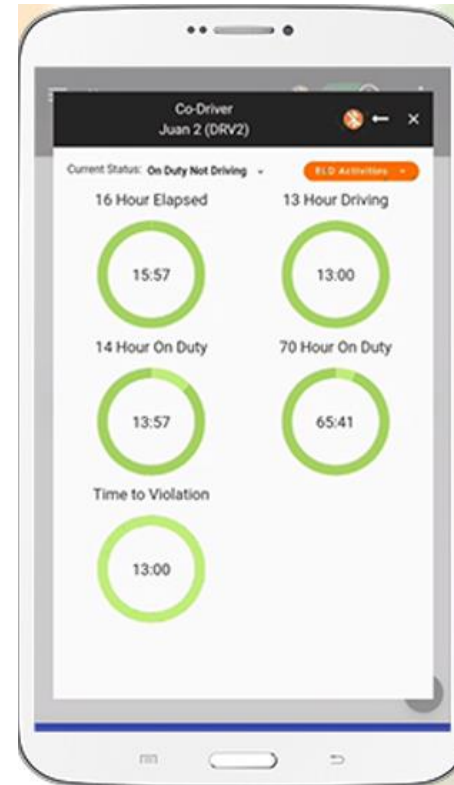 Co-Driver
Juan 2 (DRV2)
Current Status: On Duty Not Driving
ELD Activities
16 Hour Elapsed
13 Hour Driving
15:57
13:00
14 Hour On Duty
70 Hour On Duty
13:57
65:41
Time to Violation
13:00